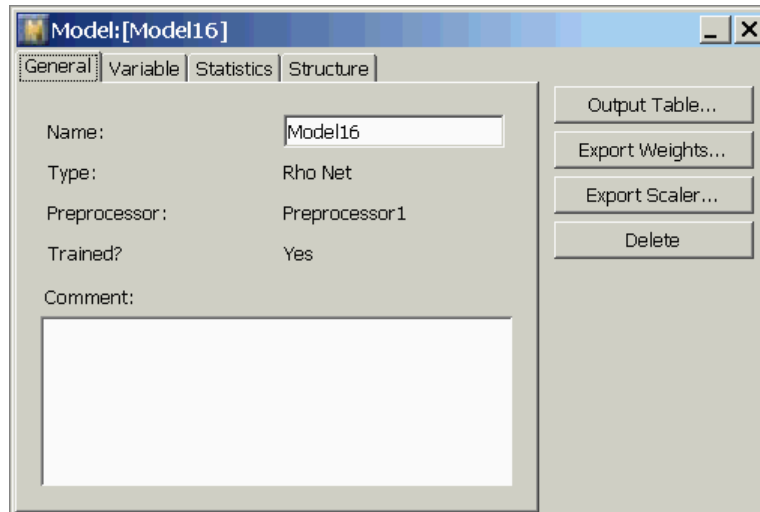 Model:[Model16]
General Variable Statistics Structure
Name: Model16
Type: Rho Net
Preprocessor: Preprocessor1
Trained? Yes
Comment:
Output Table...
Export Weights...
Export Scaler...
Delete